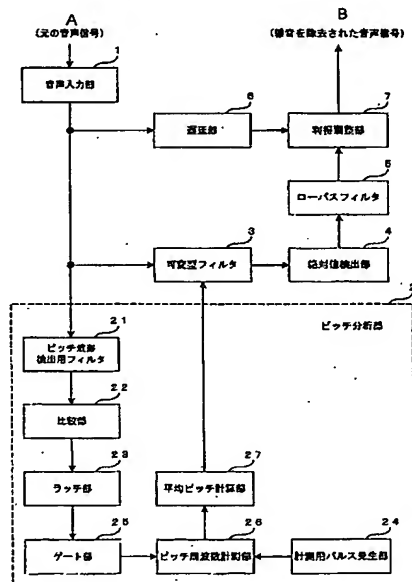 A
(元の音声信号)
B
(雑音を除去された音声信号)
1
音声入力部
6
遅延部
7
利得調整部
5
ローパスフィルタ
3
可変型フィルタ
4
絶対値検出部
2
ピッチ分析部
21
ピッチ成分
検出用フィルタ
22
比較部
23
ラッチ部
27
平均ピッチ計算部
25
ゲート部
26
ピッチ周波数計測部
24
計測用パルス発生部